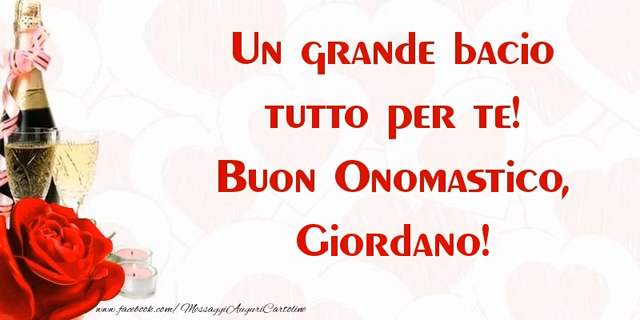 Un grande bacio
tutto per te!
Buon Onomastico,
Giordano!
www.facebook.com/MessaggiAuguriCartoline